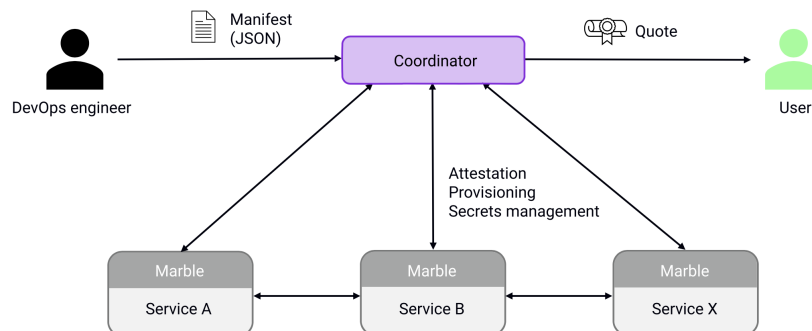 Manifest
(JSON)
Quote
Coordinator
DevOps engineer
User
Attestation
Provisioning
Secrets management
Marble
Service A
Marble
Service B
Marble
Service X